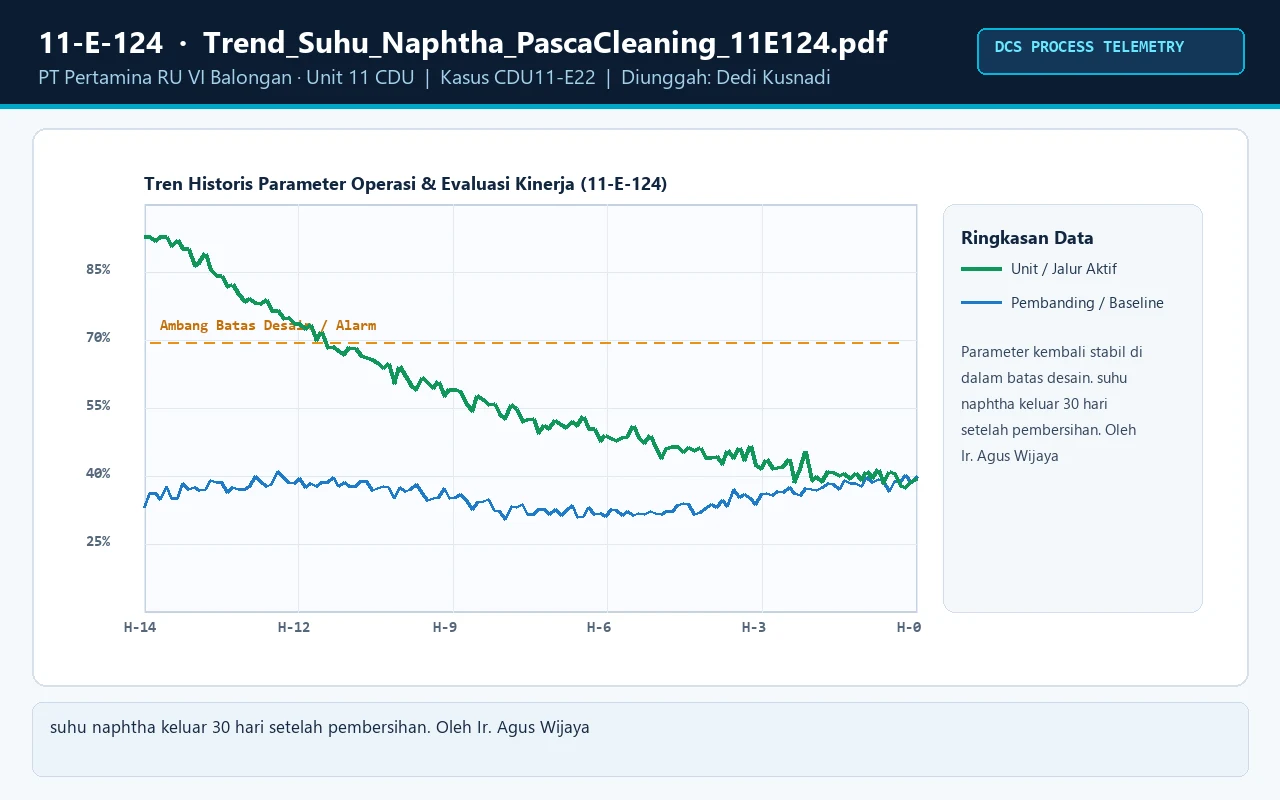 11-E-124 · Trend_Suhu_Naphtha_PascaCleaning_11E124.pdf
PT Pertamina RU VI Balongan · Unit 11 CDU | Kasus CDU11-E22 | Diunggah: Dedi Kusnadi
DCS PROCESS TELEMETRY
Tren Historis Parameter Operasi & Evaluasi Kinerja (11-E-124)
85%
70%
55%
40%
25%
Ambang Batas Desain / Alarm
H-14
H-12
H-9
H-6
H-3
H-0
Ringkasan Data
Unit / Jalur Aktif
Pembanding / Baseline
Parameter kembali stabil di
dalam batas desain. suhu
naphtha keluar 30 hari
setelah pembersihan. Oleh
Ir. Agus Wijaya
suhu naphtha keluar 30 hari setelah pembersihan. Oleh Ir. Agus Wijaya